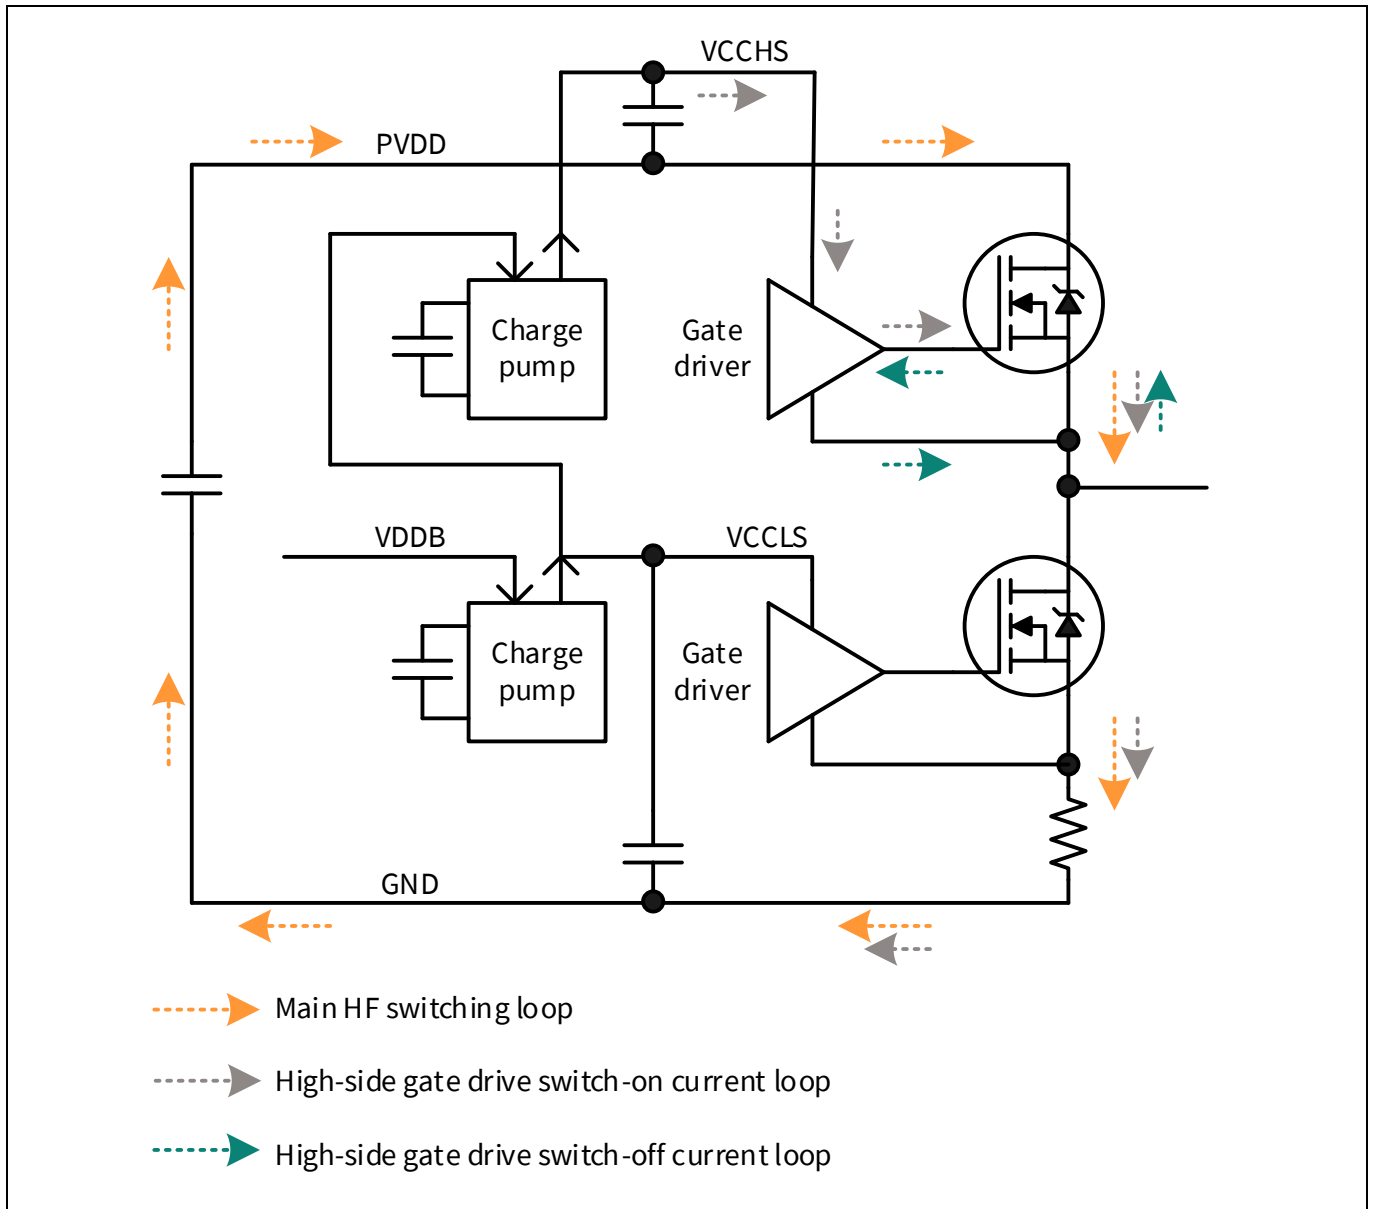 VCCHS
PVDD
Charge
pump
Gate
driver
VDDB
VCCLS
Charge
pump
Gate
driver
GND
Main HF switching loop
High-side gate drive switch-on current loop
High-side gate drive switch-off current loop